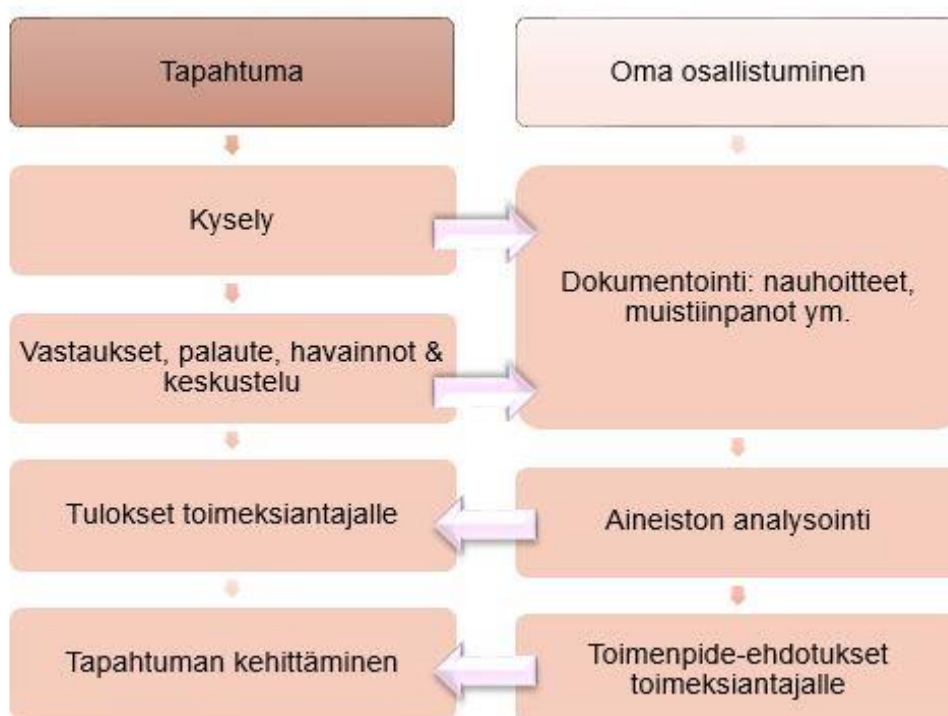 Tapahtuma
Oma osallistuminen
Kysely
Dokumentointi: nauhoitteet,
muistiinpanot ym.
Vastaukset, palaute, havainnot &
keskustelu
Tulokset toimeksiantajalle
Aineiston analysointi
Tapahtuman kehittäminen
Toimenpide-ehdotukset
toimeksiantajalle